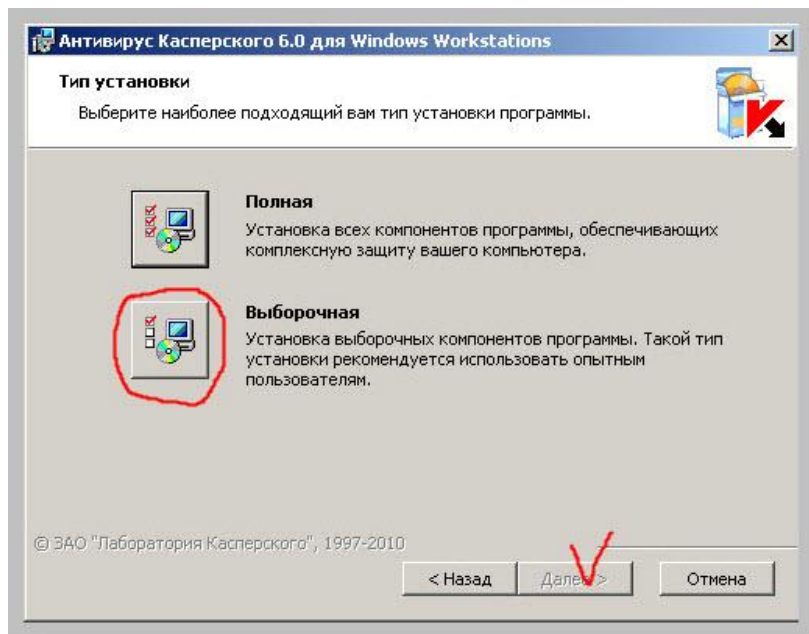 Антивирус Касперского 6.0 для Windows Workstations
Тип установки
Выберите наиболее подходящий вам тип установки программы.
Полная
Установка всех компонентов программы, обеспечивающих
комплексную защиту вашего компьютера.
Выборочная
Установка выборочных компонентов программы. Такой тип
установки рекомендуется использовать опытным
пользователям.
© ЗАО "Лаборатория Касперского", 1997-2010
< Назад
Далее >
Отмена